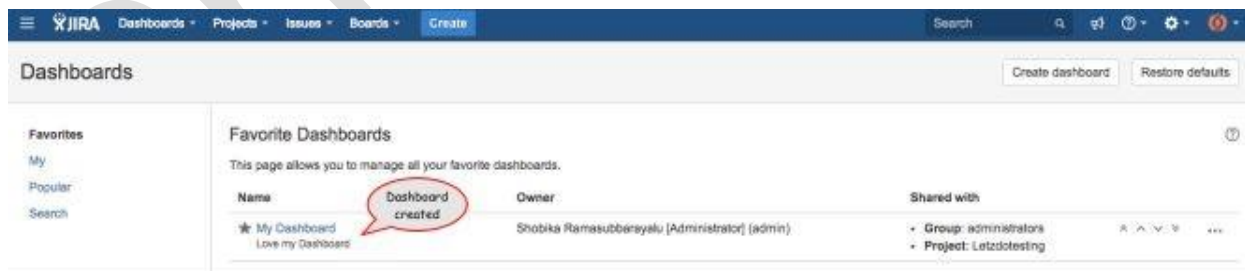 JIRA Dashboards Projects Issues Boards Create Search
Dashboards Create dashboard Restore defaults
Favorites
My
Popular
Search
Favorite Dashboards
This page allows you to manage all your favorite dashboards.
Name Owner Shared with
Dashboard
created
My Dashboard Shobika Ramasubbarayalu [Administrator] (admin) • Group: administrators
Love my Dashboard • Project: Letzdotesting